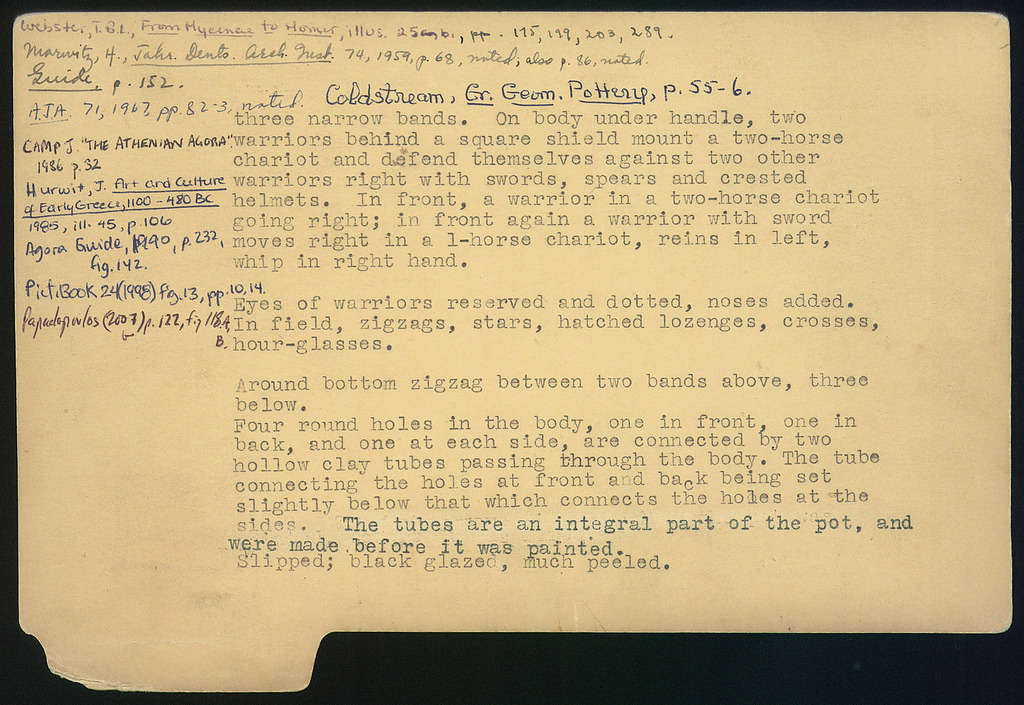 Webster, T.B.L., From Mycenae to Homer, illus. 25a-b., pp. 175, 199, 203, 289.
Marwitz, H., Jahr. Deuts. Arch. Inst. 74, 1959, p. 68, noted; also p. 86, noted.
Guide, p. 152.
AJA. 71, 1967, pp. 82-3, noted. Coldstream, Gr. Geom. Pottery, p. 55-6.
CAMP J. "THE ATHENIAN AGORA"
1986 p. 32
Hurwit, J. Art and Culture
of Early Greece, 1100 - 480 BC
1985, ill. 45, p. 106
Agora Guide, 1990, p. 232,
fig. 142.
Pict. Book 24 (1998) fig. 13, pp. 10, 14.
Papadopoulos (2007) p. 122, fig 118 A,
B.
three narrow bands.  On body under handle, two
warriors behind a square shield mount a two-horse
chariot and defend themselves against two other
warriors right with swords, spears and crested
helmets.  In front, a warrior in a two-horse chariot
going right; in front again a warrior with sword
moves right in a l-horse chariot, reins in left,
whip in right hand.
Eyes of warriors reserved and dotted, noses added.
In field, zigzags, stars, hatched lozenges, crosses,
hour-glasses.
Around bottom zigzag between two bands above, three
below.
Four round holes in the body, one in front, one in
back, and one at each side, are connected by two
hollow clay tubes passing through the body. The tube
connecting the holes at front and back being set
slightly below that which connects the holes at the
sides.  The tubes are an integral part of the pot, and
were made before it was painted.
Slipped; black glazed, much peeled.